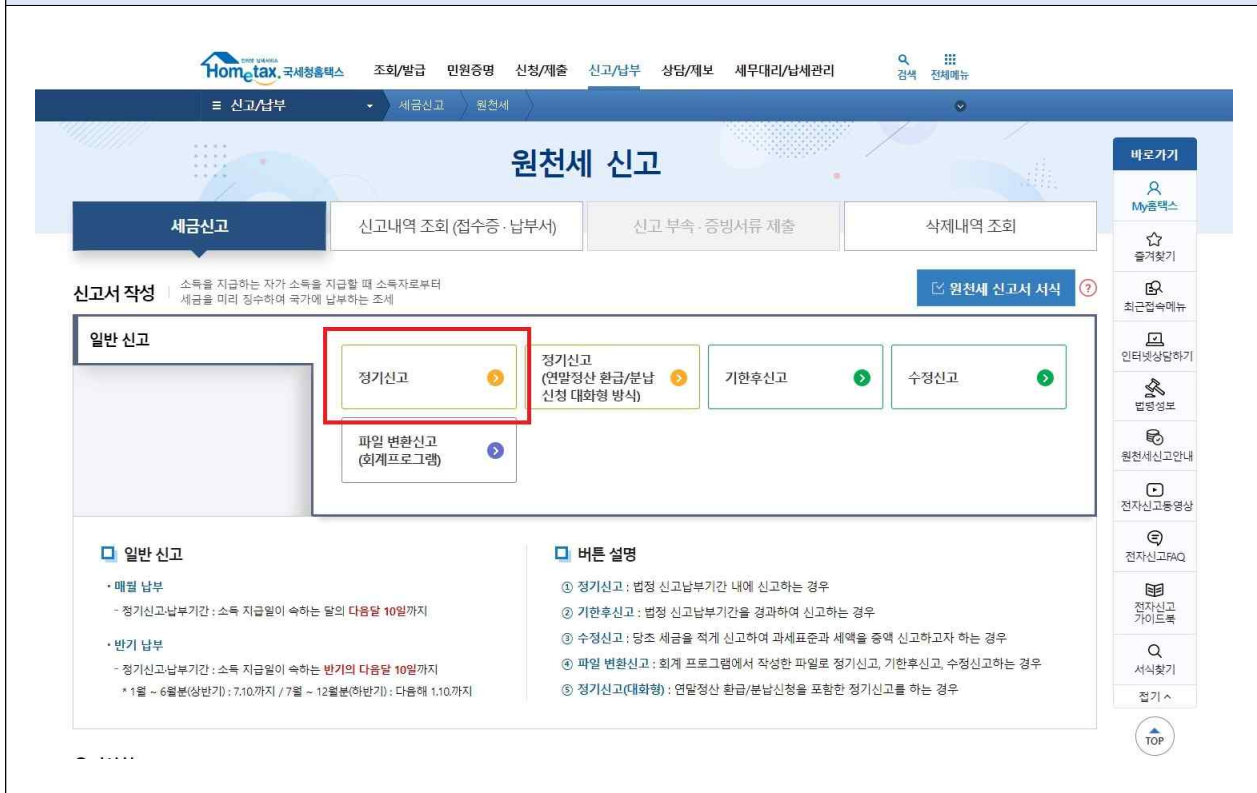 Hometax. 국세청홈택스
조회/발급 민원증명 신청/제출 신고/납부 상담/제보 세무대리/납세관리
검색 전체메뉴
신고/납부 세금신고 원천세
원천세 신고
세금신고
신고내역 조회 (접수증 · 납부서)
신고 부속 · 증빙서류 제출
삭제내역 조회
신고서 작성
소득을 지급하는 자가 소득을 지급할 때 소득자로부터
세금을 미리 징수하여 국가에 납부하는 조세
원천세 신고서 서식 ?
일반 신고
정기신고
정기신고
(연말정산 환급/분납
신청 대화형 방식)
기한후신고
수정신고
파일 변환신고
(회계프로그램)
일반 신고
· 매월 납부
- 정기신고·납부기간 : 소득 지급일이 속하는 달의 다음달 10일까지
· 반기 납부
- 정기신고·납부기간 : 소득 지급일이 속하는 반기의 다음달 10일까지
* 1월 ~ 6월분(상반기) : 7.10.까지 / 7월 ~ 12월분(하반기) : 다음해 1.10.까지
버튼 설명
① 정기신고 : 법정 신고납부기간 내에 신고하는 경우
② 기한후신고 : 법정 신고납부기간을 경과하여 신고하는 경우
③ 수정신고 : 당초 세금을 적게 신고하여 과세표준과 세액을 증액 신고하고자 하는 경우
④ 파일 변환신고 : 회계 프로그램에서 작성한 파일로 정기신고, 기한후신고, 수정신고하는 경우
⑤ 정기신고(대화형) : 연말정산 환급/분납신청을 포함한 정기신고를 하는 경우
바로가기
My홈택스
즐겨찾기
최근접속메뉴
인터넷상담하기
법령정보
원천세신고안내
전자신고동영상
전자신고FAQ
전자신고
가이드북
서식찾기
접기
TOP